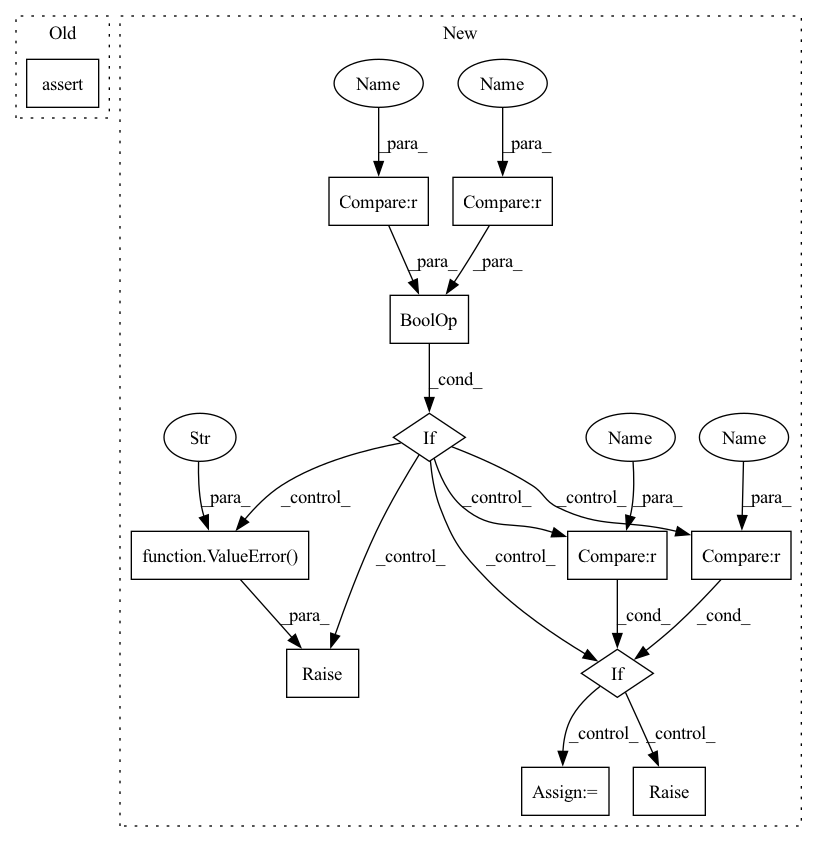 Old
New
assert
Name
Name
_para_
_para_
Compare:r
Compare:r
_para_
_para_
BoolOp
_cond_
Str
If
Name
Name
_para_
_control_
_control_
_para_
_control_
_para_
function.ValueError()
_control_
_control_
Compare:r
Compare:r
_para_
_cond_
_cond_
Raise
If
_control_
_control_
Assign:=
Raise